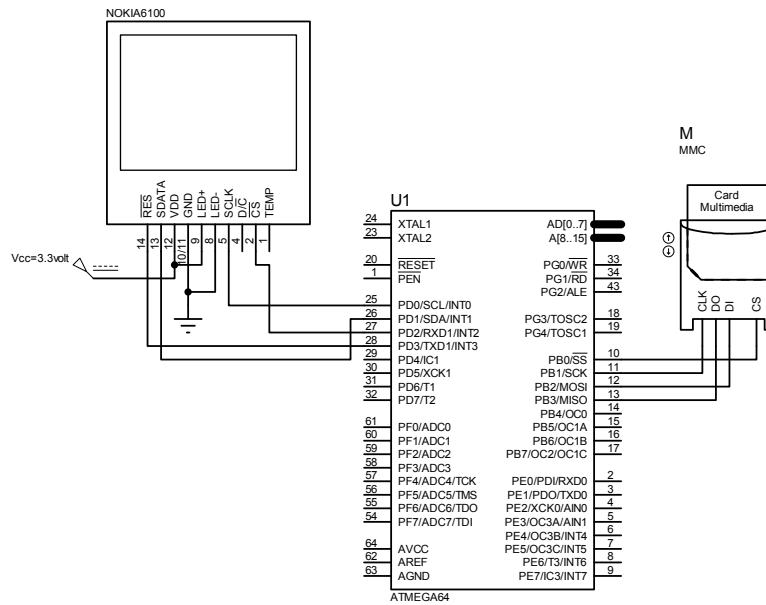 NOKIA6100
RES
SDATA
VDD
GND
LED+
LED-
SCLK
D/C
CS
TEMP
14
13
12
10/11
9
8
5
4
2
1
Vcc=3.3volt
U1
24 XTAL1
23 XTAL2
20 RESET
1 PEN
25 PD0/SCL/INT0
26 PD1/SDA/INT1
27 PD2/RXD1/INT2
28 PD3/TXD1/INT3
29 PD4/IC1
30 PD5/XCK1
31 PD6/T1
32 PD7/T2
61 PF0/ADC0
60 PF1/ADC1
59 PF2/ADC2
58 PF3/ADC3
57 PF4/ADC4/TCK
56 PF5/ADC5/TMS
55 PF6/ADC6/TDO
54 PF7/ADC7/TDI
64 AVCC
62 AREF
63 AGND
AD[0..7]
A[8..15]
PG0/WR 33
PG1/RD 34
PG2/ALE 43
PG3/TOSC2 18
PG4/TOSC1 19
PB0/SS 10
PB1/SCK 11
PB2/MOSI 12
PB3/MISO 13
PB4/OC0 14
PB5/OC1A 15
PB6/OC1B 16
PB7/OC2/OC1C 17
PE0/PDI/RXD0 2
PE1/PDO/TXD0 3
PE2/XCK0/AIN0 4
PE3/OC3A/AIN1 5
PE4/OC3B/INT4 6
PE5/OC3C/INT5 7
PE6/T3/INT6 8
PE7/IC3/INT7 9
ATMEGA64
M
MMC
Card
Multimedia
CLK
DO
DI
CS